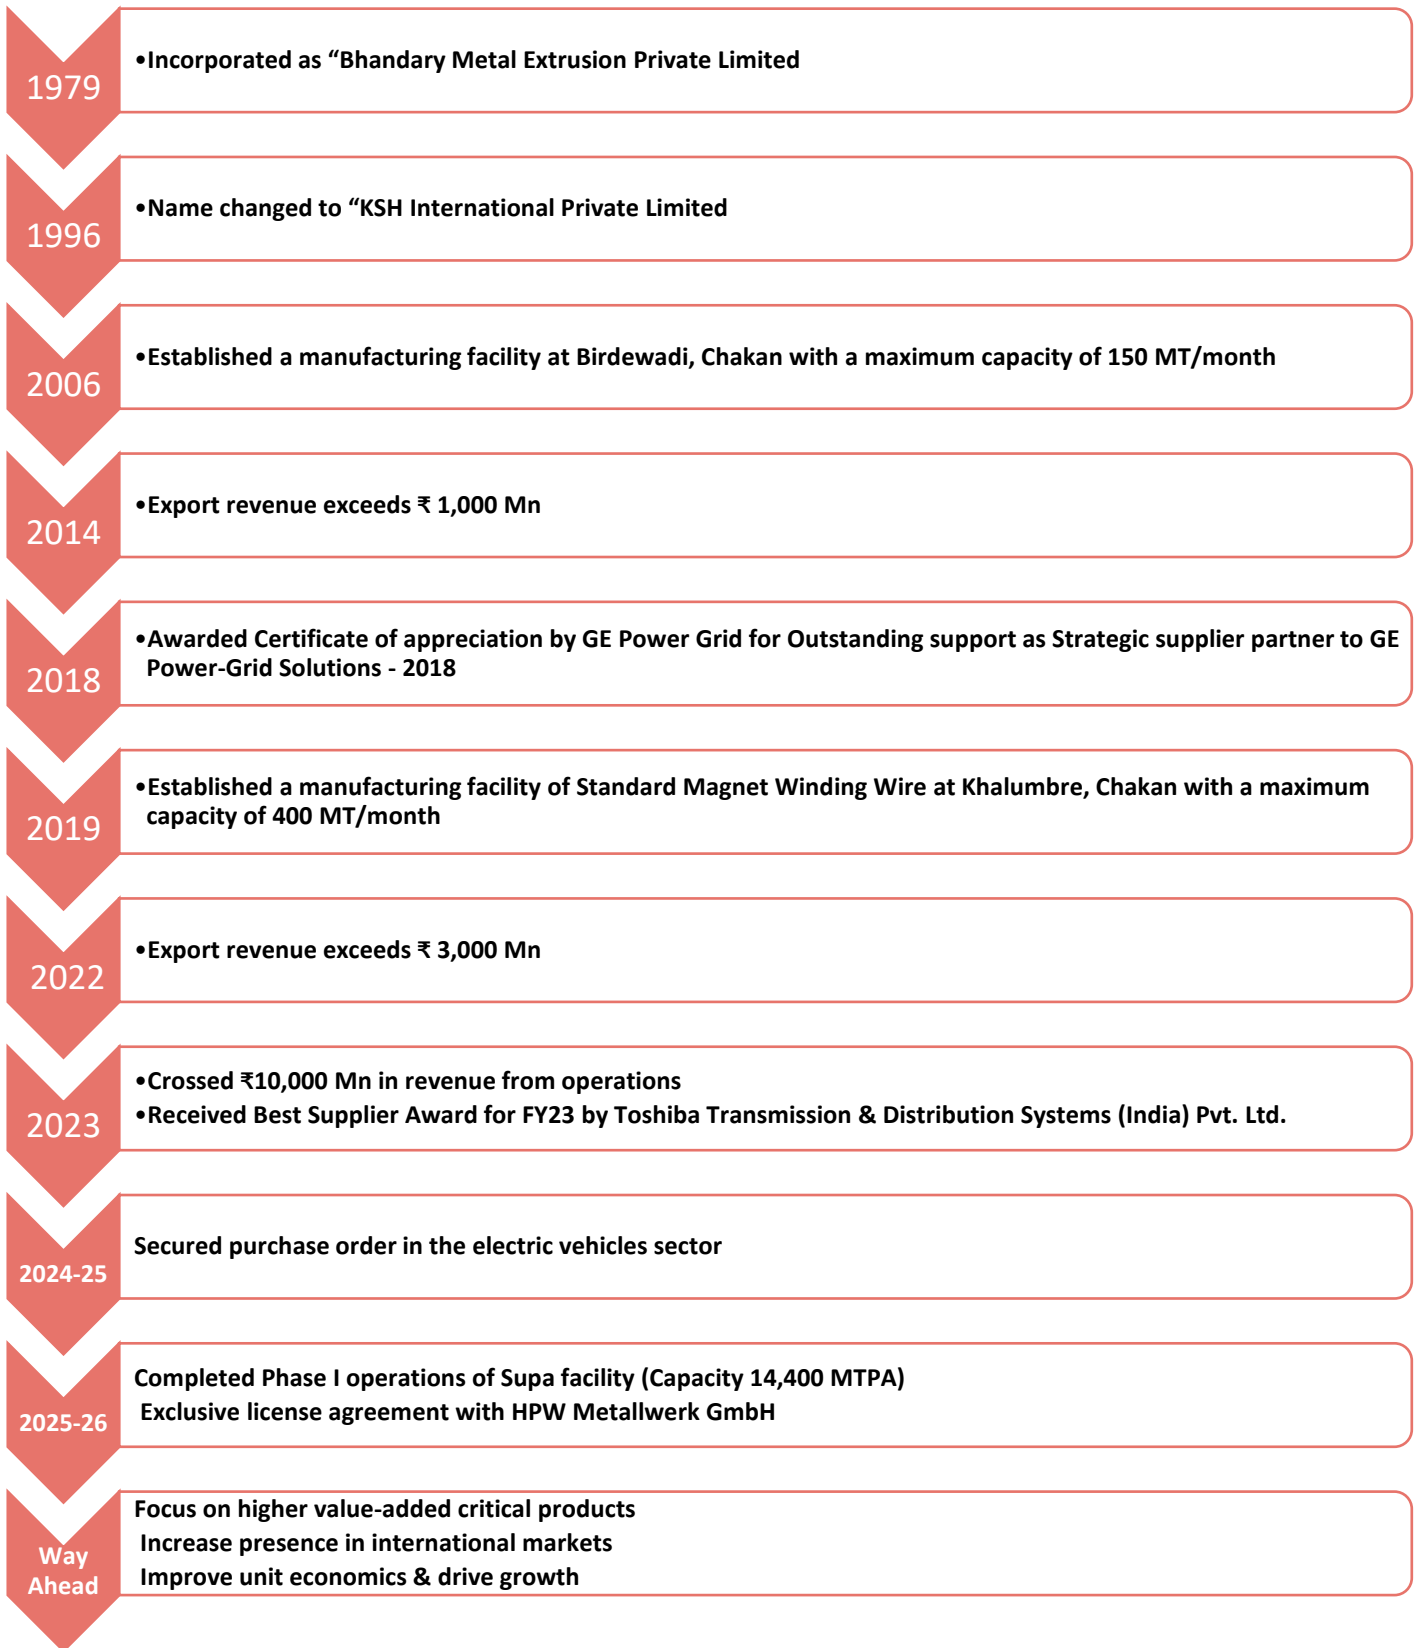 1979
•Incorporated as “Bhandary Metal Extrusion Private Limited
1996
•Name changed to “KSH International Private Limited
2006
•Established a manufacturing facility at Birdewadi, Chakan with a maximum capacity of 150 MT/month
2014
•Export revenue exceeds ₹ 1,000 Mn
2018
•Awarded Certificate of appreciation by GE Power Grid for Outstanding support as Strategic supplier partner to GE
Power-Grid Solutions - 2018
2019
•Established a manufacturing facility of Standard Magnet Winding Wire at Khalumbre, Chakan with a maximum
capacity of 400 MT/month
2022
•Export revenue exceeds ₹ 3,000 Mn
2023
•Crossed ₹10,000 Mn in revenue from operations
•Received Best Supplier Award for FY23 by Toshiba Transmission & Distribution Systems (India) Pvt. Ltd.
2024-25
Secured purchase order in the electric vehicles sector
2025-26
Completed Phase I operations of Supa facility (Capacity 14,400 MTPA)
Exclusive license agreement with HPW Metallwerk GmbH
Way
Ahead
Focus on higher value-added critical products
Increase presence in international markets
Improve unit economics & drive growth